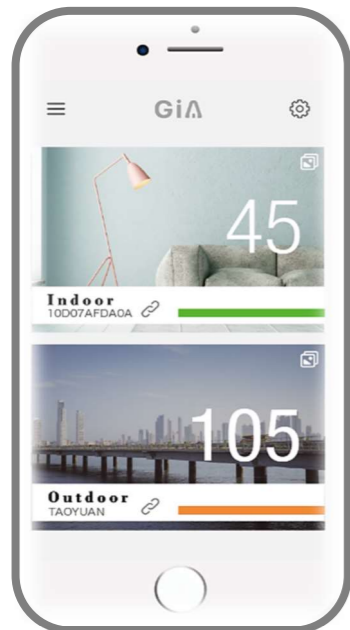 GiA
45
Indoor
10D07AFDA0A
105
Outdoor
TAOYUAN